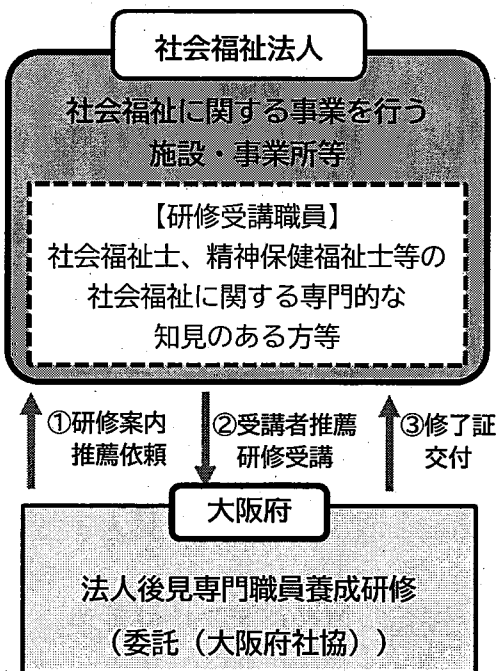 社会福祉法人
社会福祉に関する事業を行う
施設・事業所等
【研修受講職員】
社会福祉士、精神保健福祉士等の
社会福祉に関する専門的な
知見のある方等
①研修案内
推薦依頼
②受講者推薦
研修受講
③修了証
交付
大阪府
法人後見専門職員養成研修
（委託（大阪府社協））